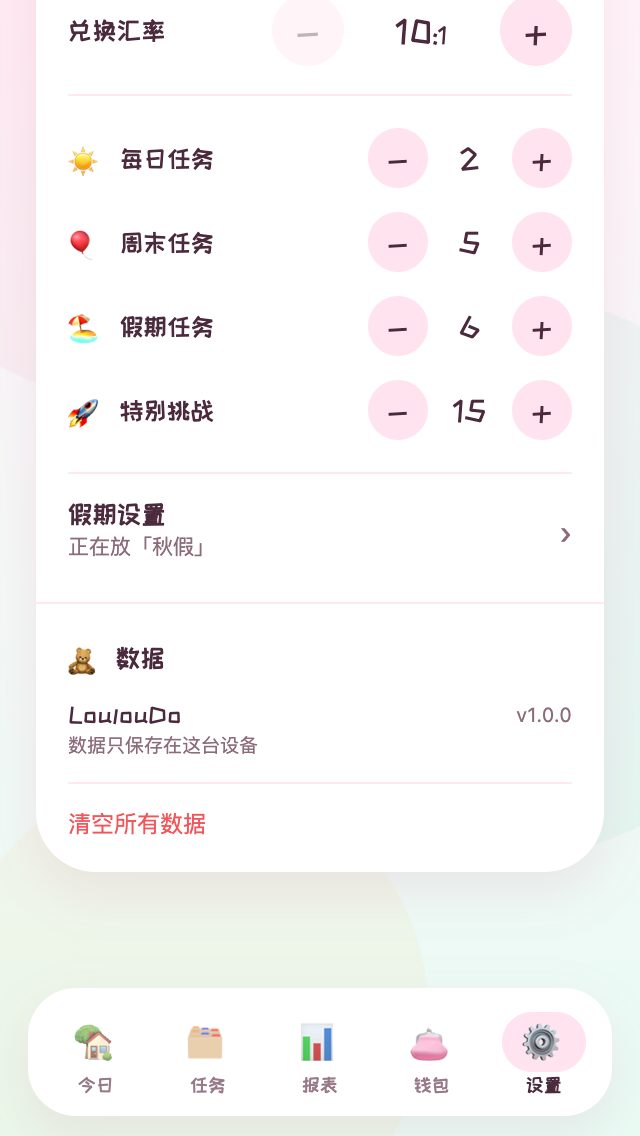 兑换汇率 − 10:1 +
每日任务 − 2 +
周末任务 − 5 +
假期任务 − 6 +
特别挑战 − 15 +
假期设置
正在放「秋假」 ›
数据
LoulouDo v1.0.0
数据只保存在这台设备
清空所有数据
今日 任务 报表 钱包 设置